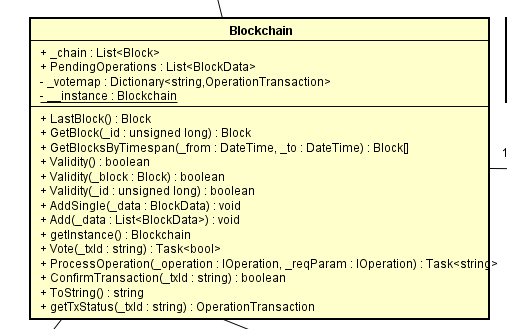 Blockchain
+ _chain : List<Block>
+ PendingOperations : List<BlockData>
- _votemap : Dictionary<string,OperationTransaction>
- __instance : Blockchain
+ LastBlock() : Block
+ GetBlock(_id : unsigned long) : Block
+ GetBlocksByTimespan(_from : DateTime, _to : DateTime) : Block[]
+ Validity() : boolean
+ Validity(_block : Block) : boolean
+ Validity(_id : unsigned long) : boolean
+ AddSingle(_data : BlockData) : void
+ Add(_data : List<BlockData>) : void
+ getInstance() : Blockchain
+ Vote(_txId : string) : Task<bool>
+ ProcessOperation(_operation : IOperation, _reqParam : IOperation) : Task<string>
+ ConfirmTransaction(_txId : string) : boolean
+ ToString() : string
+ getTxStatus(_txId : string) : OperationTransaction
1